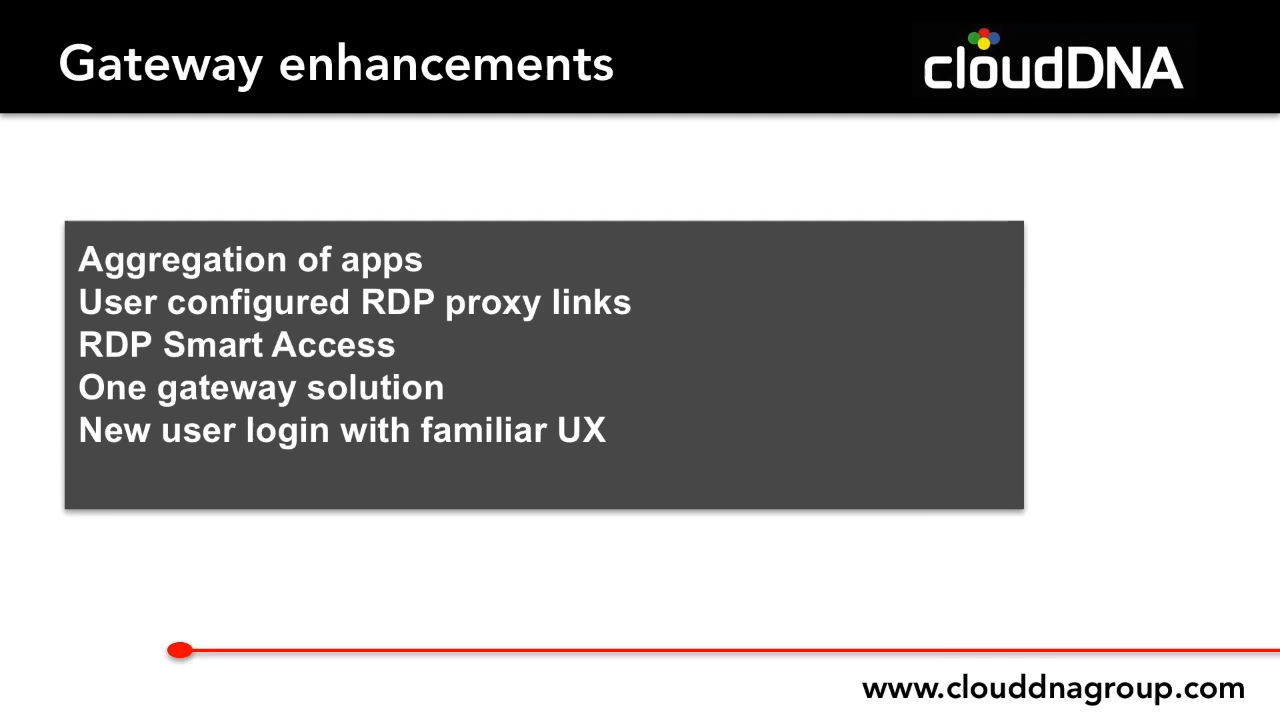 Gateway enhancements
cloudDNA
Aggregation of apps
User configured RDP proxy links
RDP Smart Access
One gateway solution
New user login with familiar UX
www.clouddnagroup.com